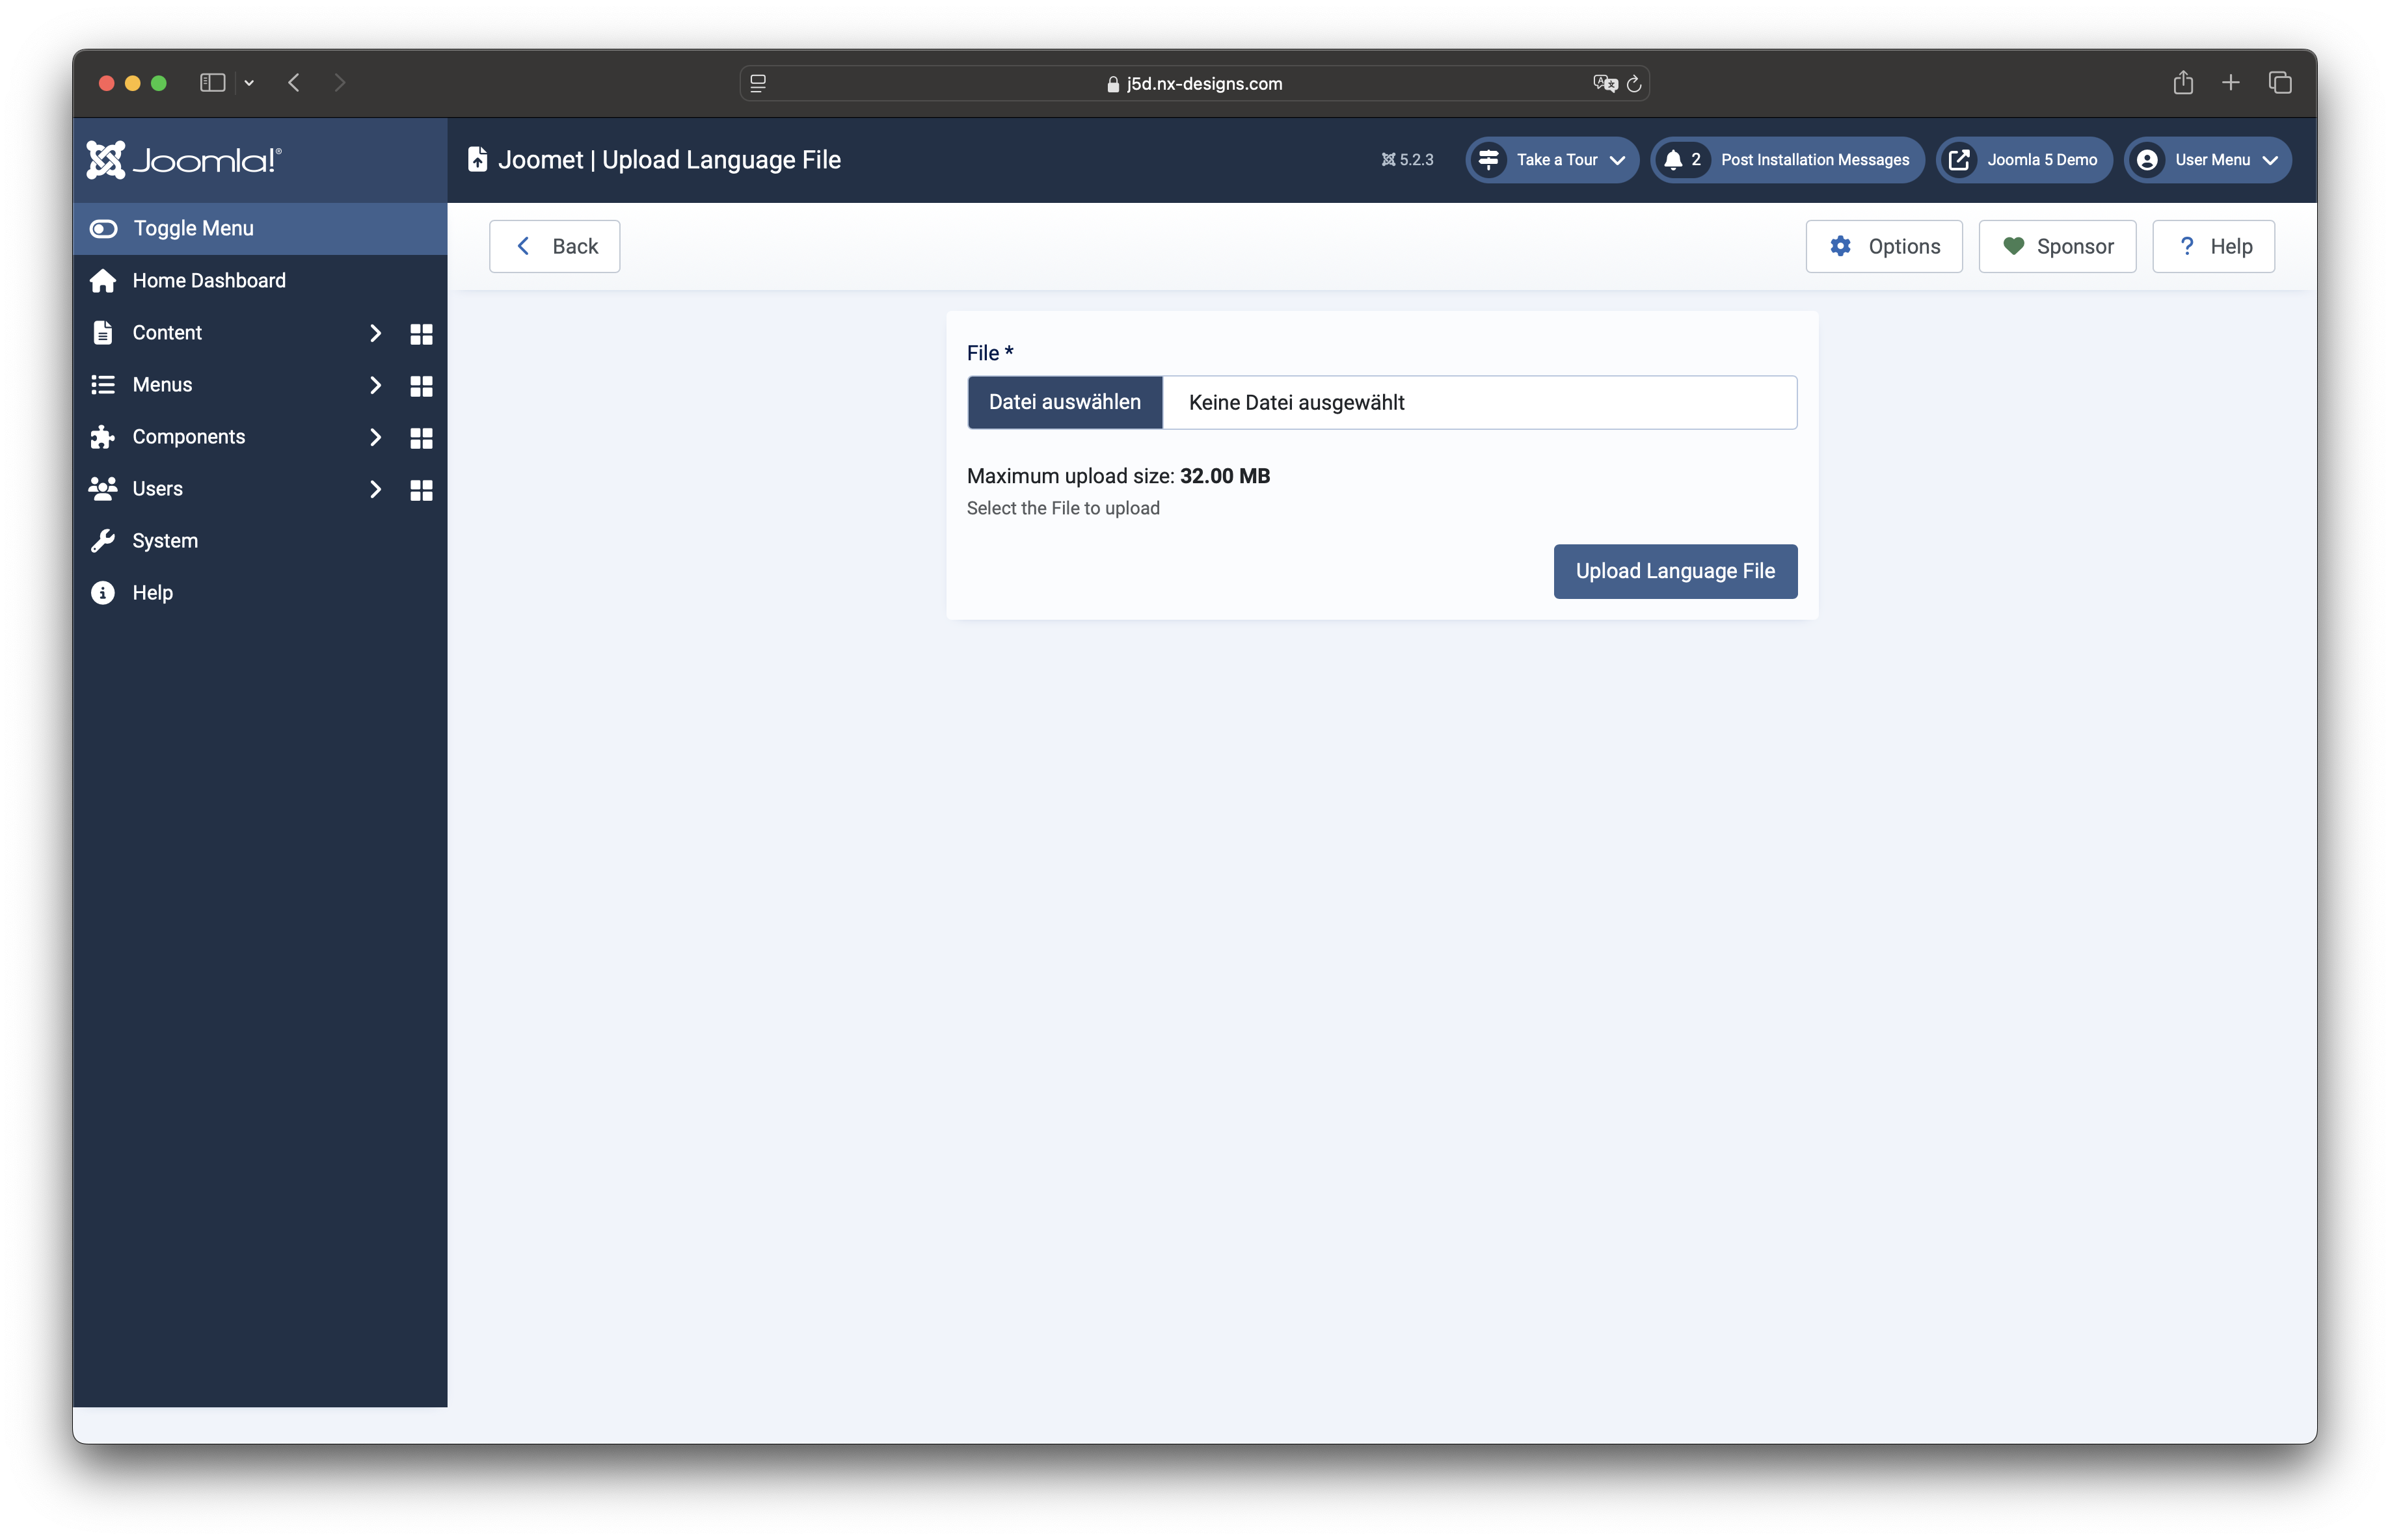 j5d.nx-designs.com
Joomla!®
Joomet | Upload Language File
5.2.3
Take a Tour
2
Post Installation Messages
Joomla 5 Demo
User Menu
Toggle Menu
Home Dashboard
Content
Menus
Components
Users
System
Help
Back
Options
Sponsor
? Help
File *
Datei auswählen
Keine Datei ausgewählt
Maximum upload size: 32.00 MB
Select the File to upload
Upload Language File